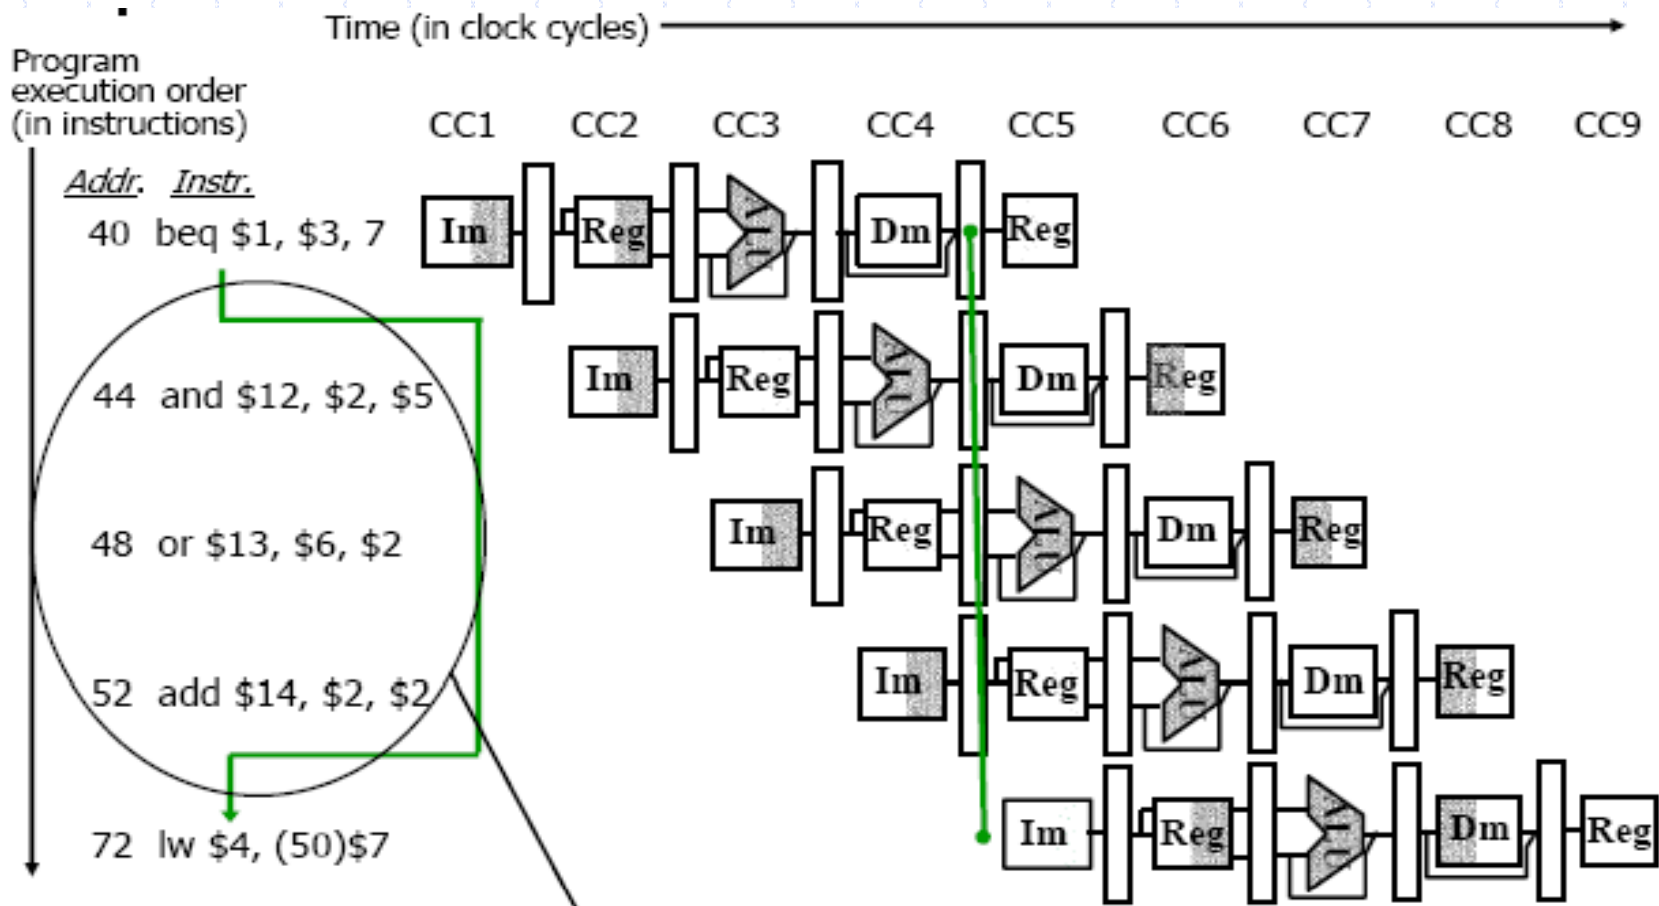 Time (in clock cycles)
Program
execution order
(in instructions)
CC1 CC2 CC3 CC4 CC5 CC6 CC7 CC8 CC9
Addr. Instr.
40 beq $1, $3, 7
Im Reg ALU Dm Reg
44 and $12, $2, $5
Im Reg ALU Dm Reg
48 or $13, $6, $2
Im Reg ALU Dm Reg
52 add $14, $2, $2
Im Reg ALU Dm Reg
72 lw $4, (50)$7
Im Reg ALU Dm Reg